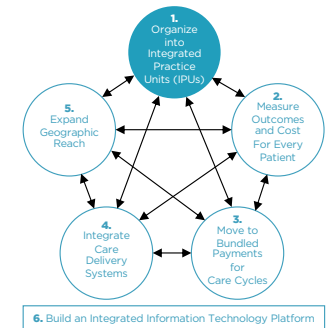 1.
Organize
into
Integrated
Practice
Units (IPUs)
2.
Measure
Outcomes
and Cost
For Every
Patient
3.
Move to
Bundled
Payments
for
Care Cycles
4.
Integrate
Care
Delivery
Systems
5.
Expand
Geographic
Reach
6. Build an Integrated Information Technology Platform